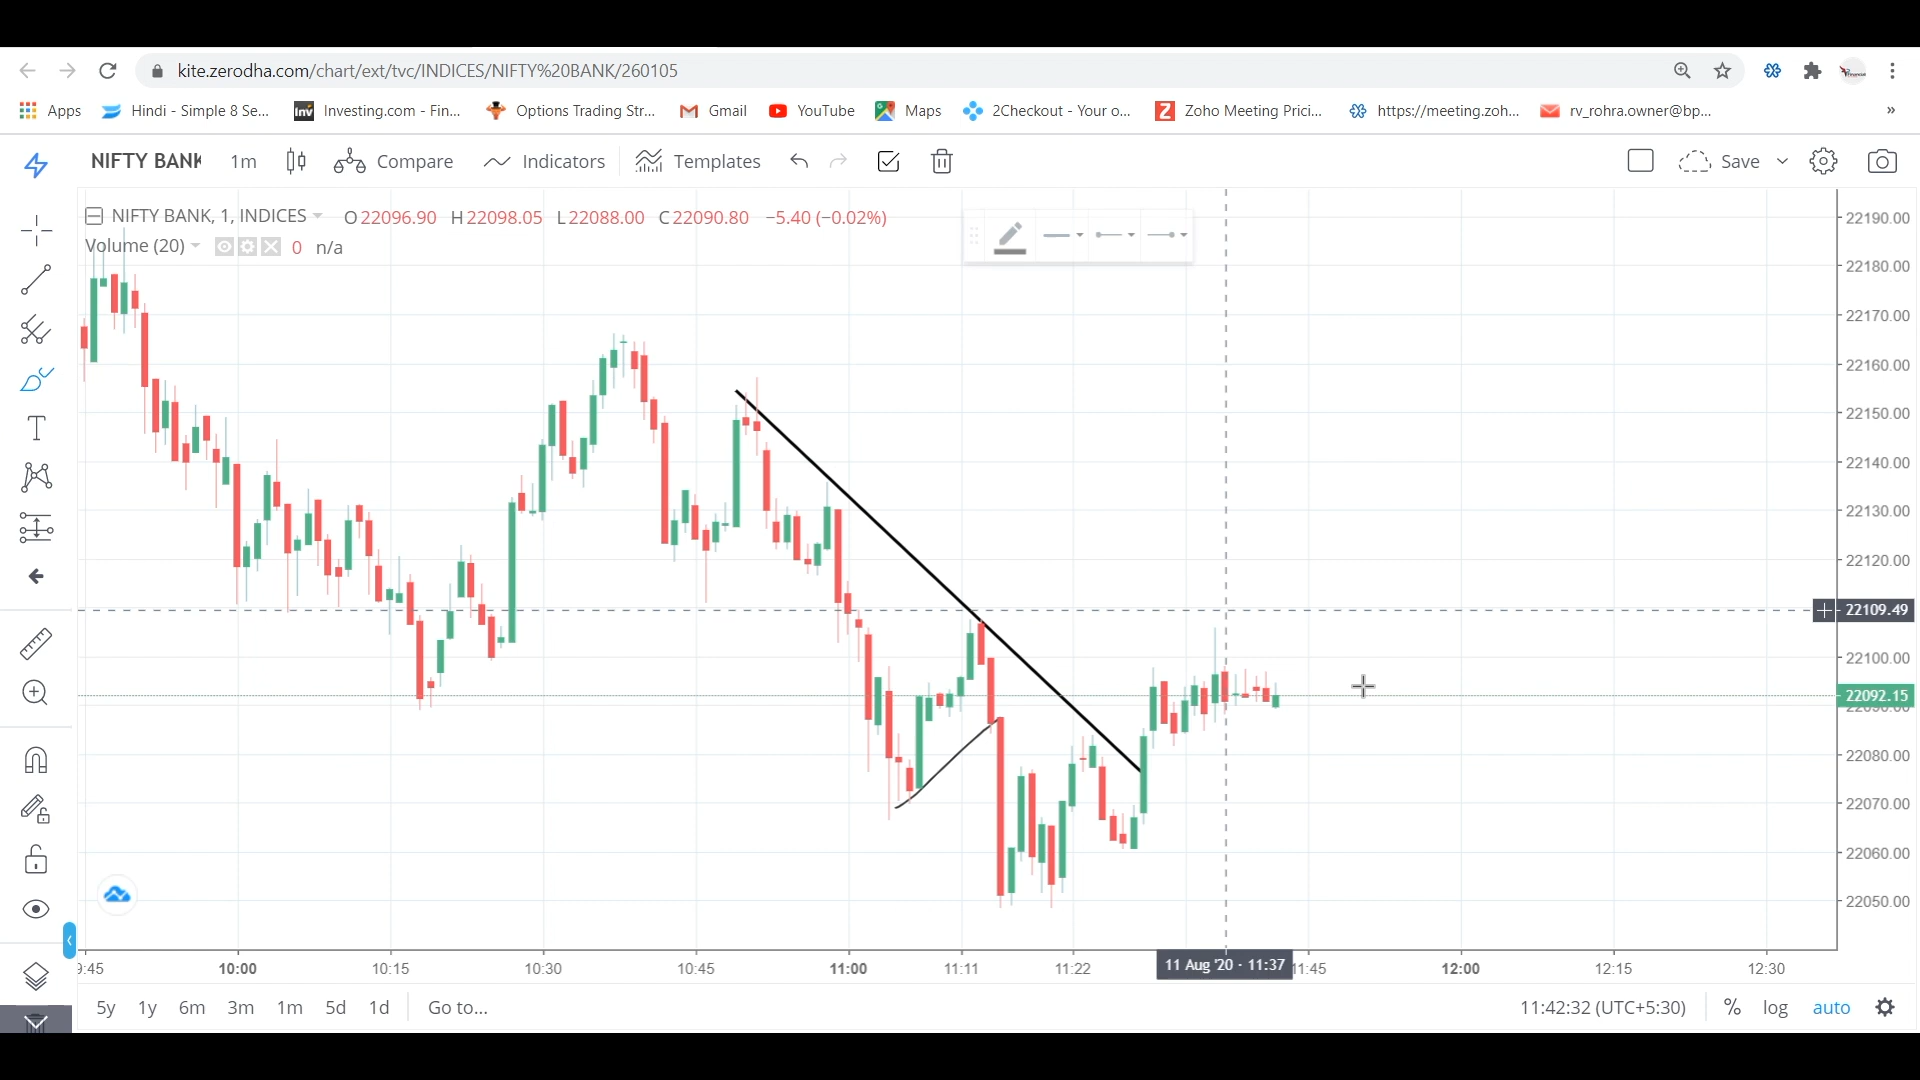 kite.zerodha.com/chart/ext/tvc/INDICES/NIFTY%20BANK/260105
Apps Hindi - Simple 8 Se... Inv Investing.com - Fin... Options Trading Str... Gmail YouTube Maps 2Checkout - Your o... Z Zoho Meeting Prici... https://meeting.zoh... rv_rohra.owner@bp... »
NIFTY BANK 1m Compare Indicators Templates Save
NIFTY BANK, 1, INDICES O22096.90 H22098.05 L22088.00 C22090.80 −5.40 (−0.02%)
Volume (20) 0 n/a
22190.00
22180.00
22170.00
22160.00
22150.00
22140.00
22130.00
22120.00
22109.49
22100.00
22092.15
22090.00
22080.00
22070.00
22060.00
22050.00
9:45 10:00 10:15 10:30 10:45 11:00 11:11 11:22 11 Aug '20 · 11:37 11:45 12:00 12:15 12:30
5y 1y 6m 3m 1m 5d 1d Go to... 11:42:32 (UTC+5:30) % log auto